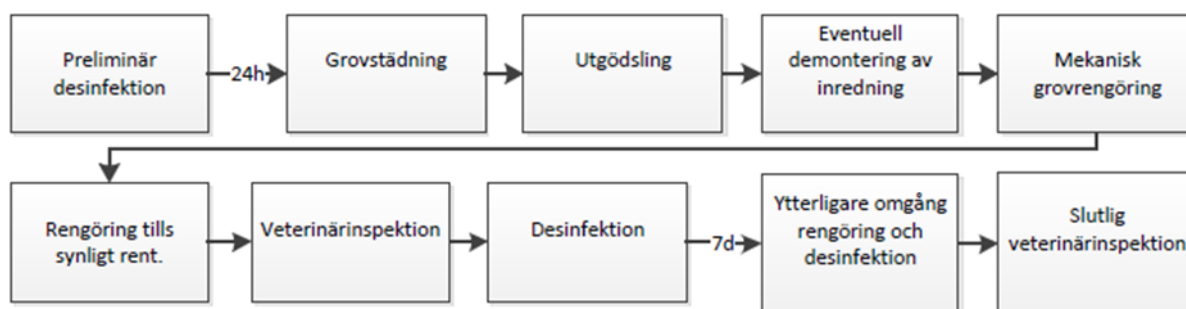 Preliminär
desinfektion
24h
Grovstädning
Utgödsling
Eventuell
demontering av
inredning
Mekanisk
grovrengöring
Rengöring tills
synligt rent.
Veterinärinspektion
Desinfektion
7d
Ytterligare omgång
rengöring och
desinfektion
Slutlig
veterinärinspektion